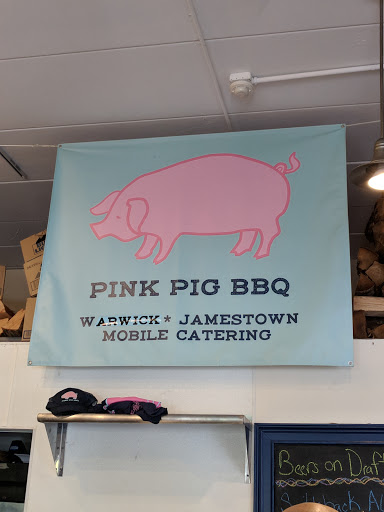 PINK PIG BBQ
WARWICK * JAMESTOWN
MOBILE CATERING
Beers on Draft